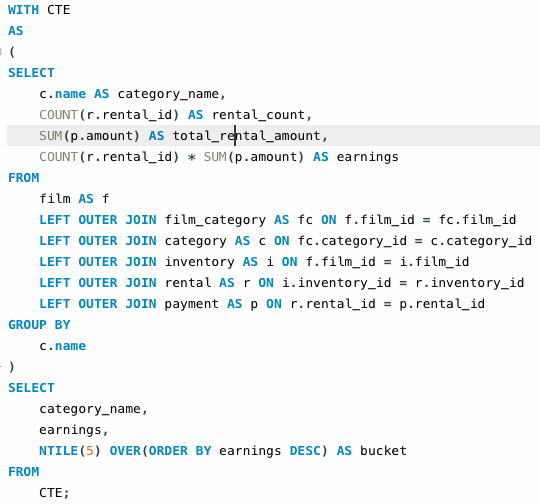 WITH CTE
AS
(
SELECT
    c.name AS category_name,
    COUNT(r.rental_id) AS rental_count,
    SUM(p.amount) AS total_rental_amount,
    COUNT(r.rental_id) * SUM(p.amount) AS earnings
FROM
    film AS f
    LEFT OUTER JOIN film_category AS fc ON f.film_id = fc.film_id
    LEFT OUTER JOIN category AS c ON fc.category_id = c.category_id
    LEFT OUTER JOIN inventory AS i ON f.film_id = i.film_id
    LEFT OUTER JOIN rental AS r ON i.inventory_id = r.inventory_id
    LEFT OUTER JOIN payment AS p ON r.rental_id = p.rental_id
GROUP BY
    c.name
)
SELECT
    category_name,
    earnings,
    NTILE(5) OVER(ORDER BY earnings DESC) AS bucket
FROM
    CTE;